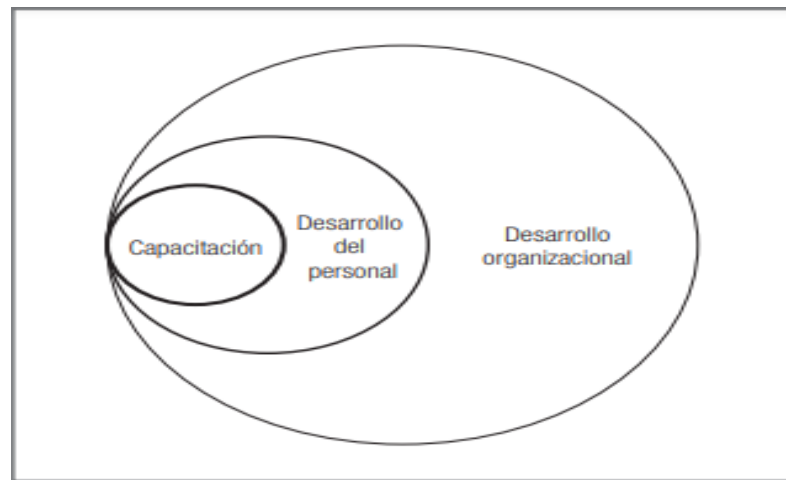 Capacitación
Desarrollo
del
personal
Desarrollo
organizacional